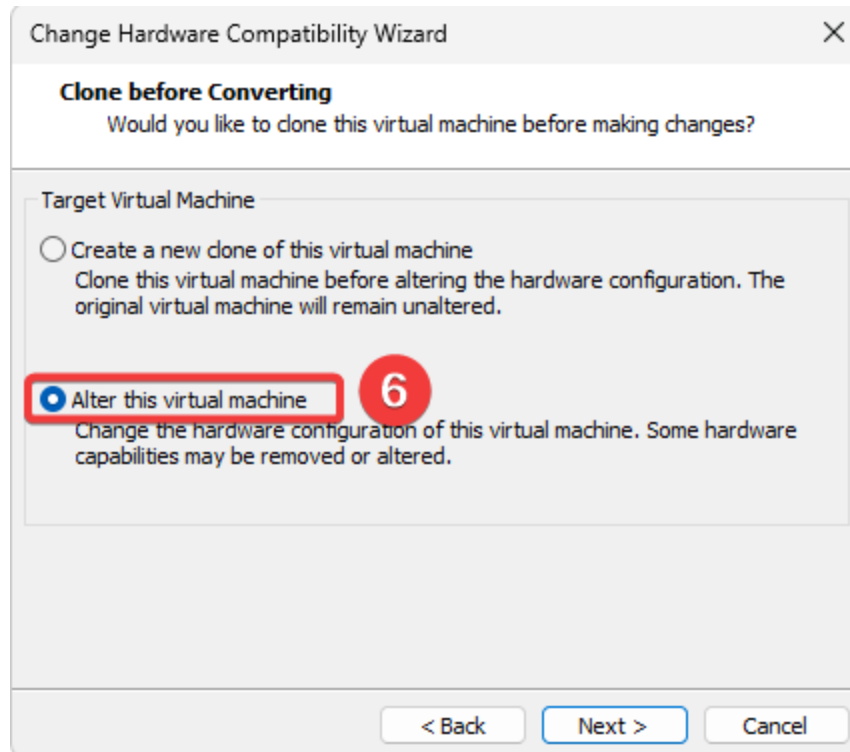 Change Hardware Compatibility Wizard
Clone before Converting
Would you like to clone this virtual machine before making changes?
Target Virtual Machine
Create a new clone of this virtual machine
Clone this virtual machine before altering the hardware configuration. The
original virtual machine will remain unaltered.
Alter this virtual machine
6
Change the hardware configuration of this virtual machine. Some hardware
capabilities may be removed or altered.
< Back Next > Cancel